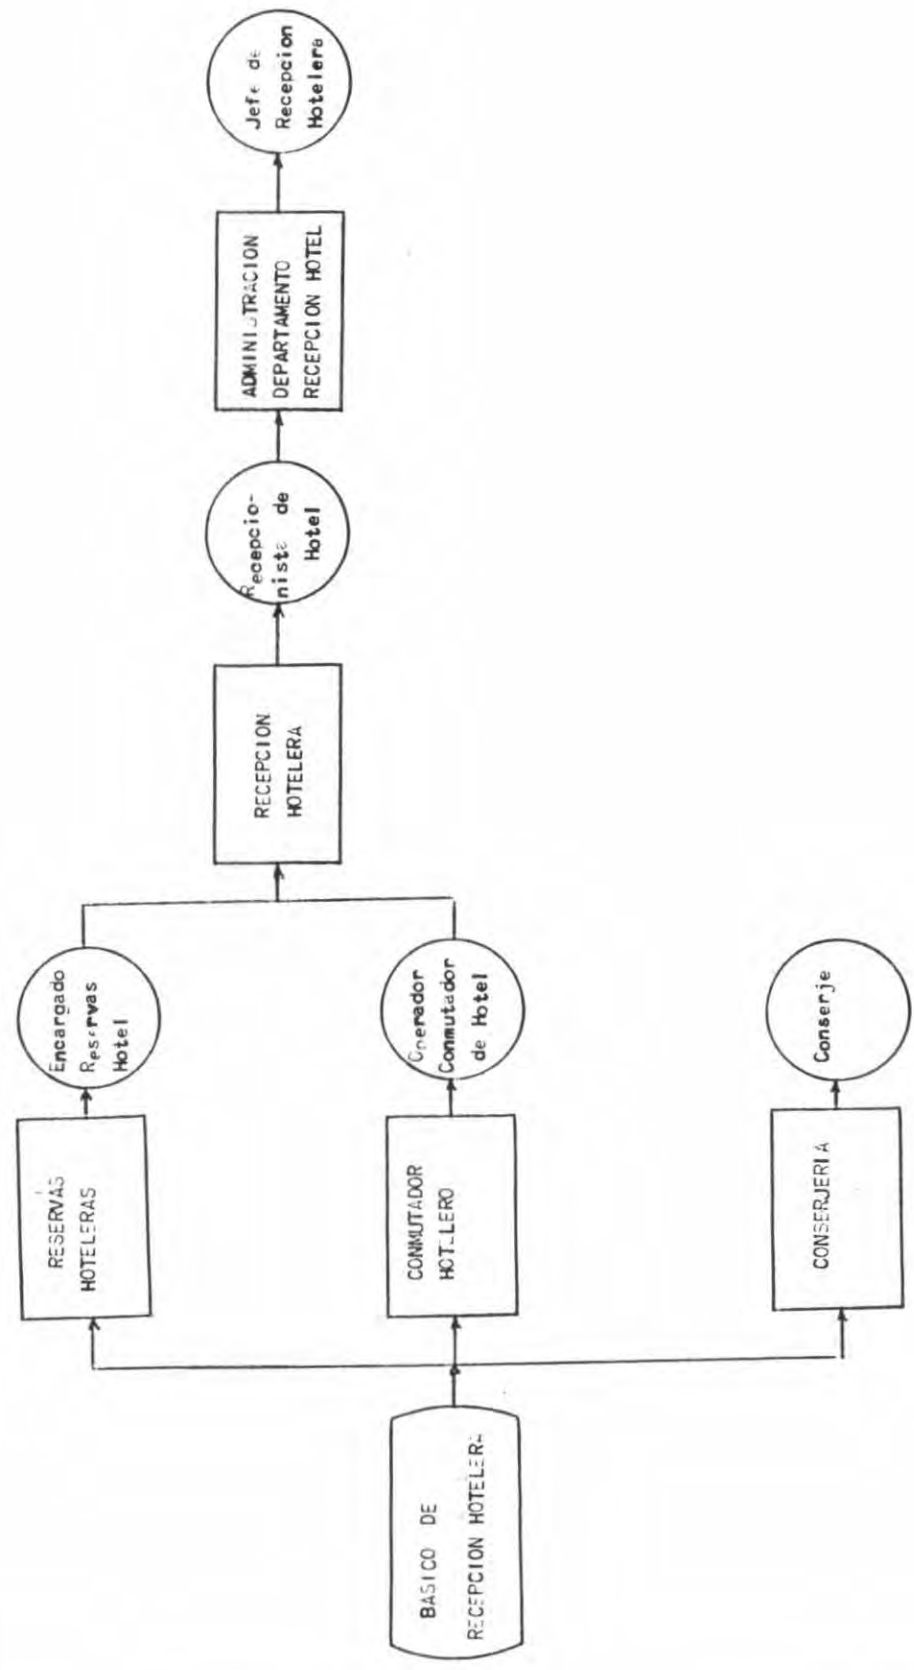 BASICO DE
RECEPCION HOTELERA
RESERVAS
HOTELERAS
Encargado
Reservas
Hotel
CONMUTADOR
HOTELERO
Operador
Conmutador
de Hotel
CONSERJERIA
Conserje
RECEPCION
HOTELERA
Recepcio-
nista de
Hotel
ADMINISTRACION
DEPARTAMENTO
RECEPCION HOTEL
Jefe de
Recepcion
Hotelera